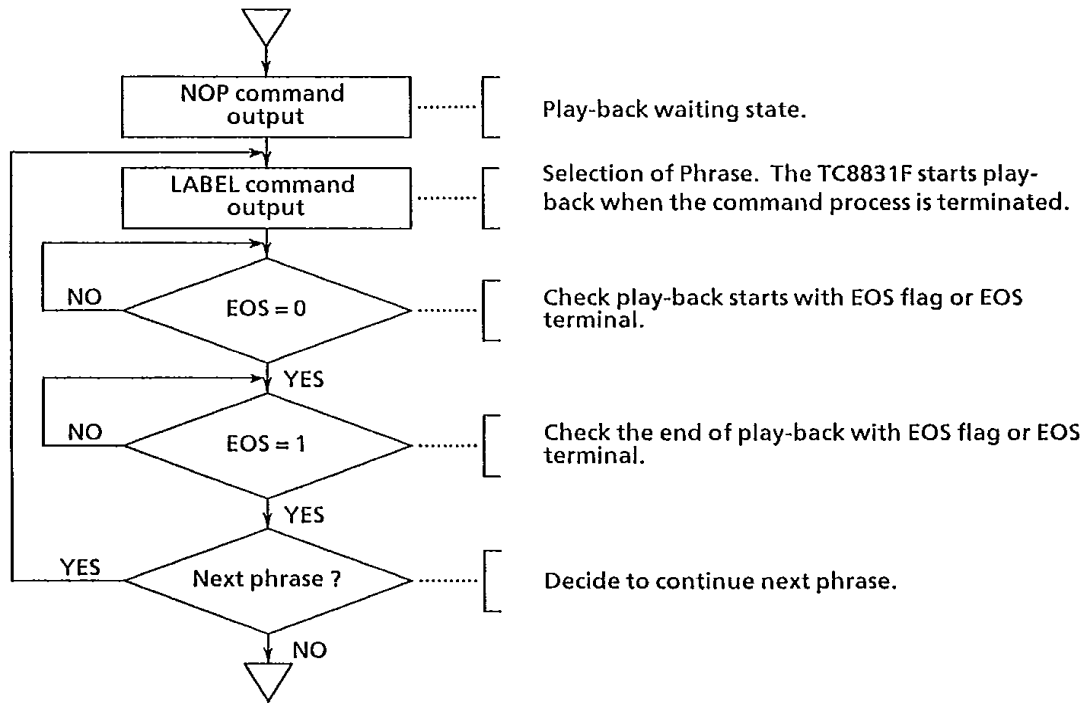 NOP command
output
Play-back waiting state.
LABEL command
output
Selection of Phrase. The TC8831F starts play-
back when the command process is terminated.
NO
EOS = 0
Check play-back starts with EOS flag or EOS
terminal.
YES
NO
EOS = 1
Check the end of play-back with EOS flag or EOS
terminal.
YES
YES
Next phrase ?
Decide to continue next phrase.
NO